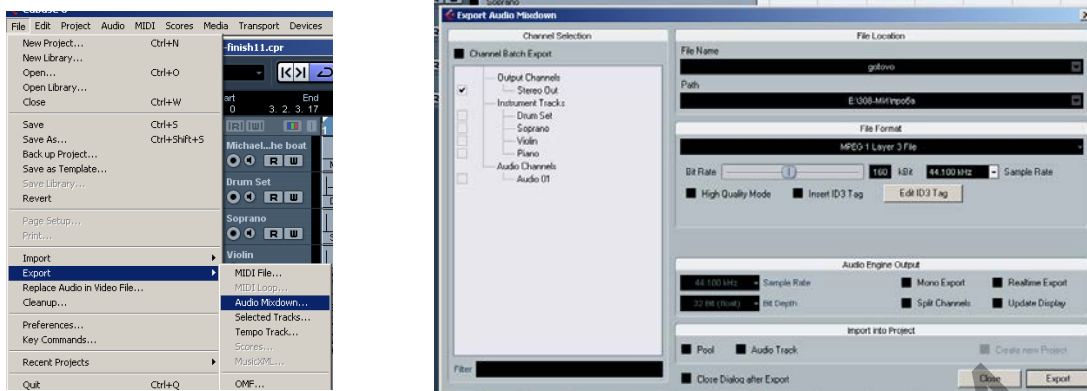 File Edit Project Audio MIDI Scores Media Transport Devices
New Project... Ctrl+N
New Library...
Open... Ctrl+O
Open Library...
Close Ctrl+W
Save Ctrl+S
Save As... Ctrl+Shift+S
Back up Project...
Save as Template...
Save Library...
Revert
Page Setup...
Print...
Import
Export
Replace Audio in Video File...
Cleanup...
Preferences...
Key Commands...
Recent Projects
Quit Ctrl+Q
-finish11.cpr
End
0 3. 2. 3. 17
Michael...he boat
R W
Drum Set
R W
Soprano
R W
Violin
MIDI File...
MIDI Loop...
Audio Mixdown...
Selected Tracks...
Tempo Track...
Scores...
MusicXML...
OMF...
Soprano
Export Audio Mixdown
Channel Selection
Channel Batch Export
Output Channels
Stereo Out
Instrument Tracks
Drum Set
Soprano
Violin
Piano
Audio Channels
Audio 01
Filter
File Location
File Name
gotovo
Path
E:\308-МИ\проба
File Format
MPEG 1 Layer 3 File
Bit Rate 160 kBit 44.100 kHz Sample Rate
High Quality Mode Insert ID3 Tag Edit ID3 Tag
Audio Engine Output
44.100 kHz Sample Rate Mono Export Realtime Export
32 Bit (float) Bit Depth Split Channels Update Display
Import into Project
Pool Audio Track Create new Project
Close Dialog after Export Close Export